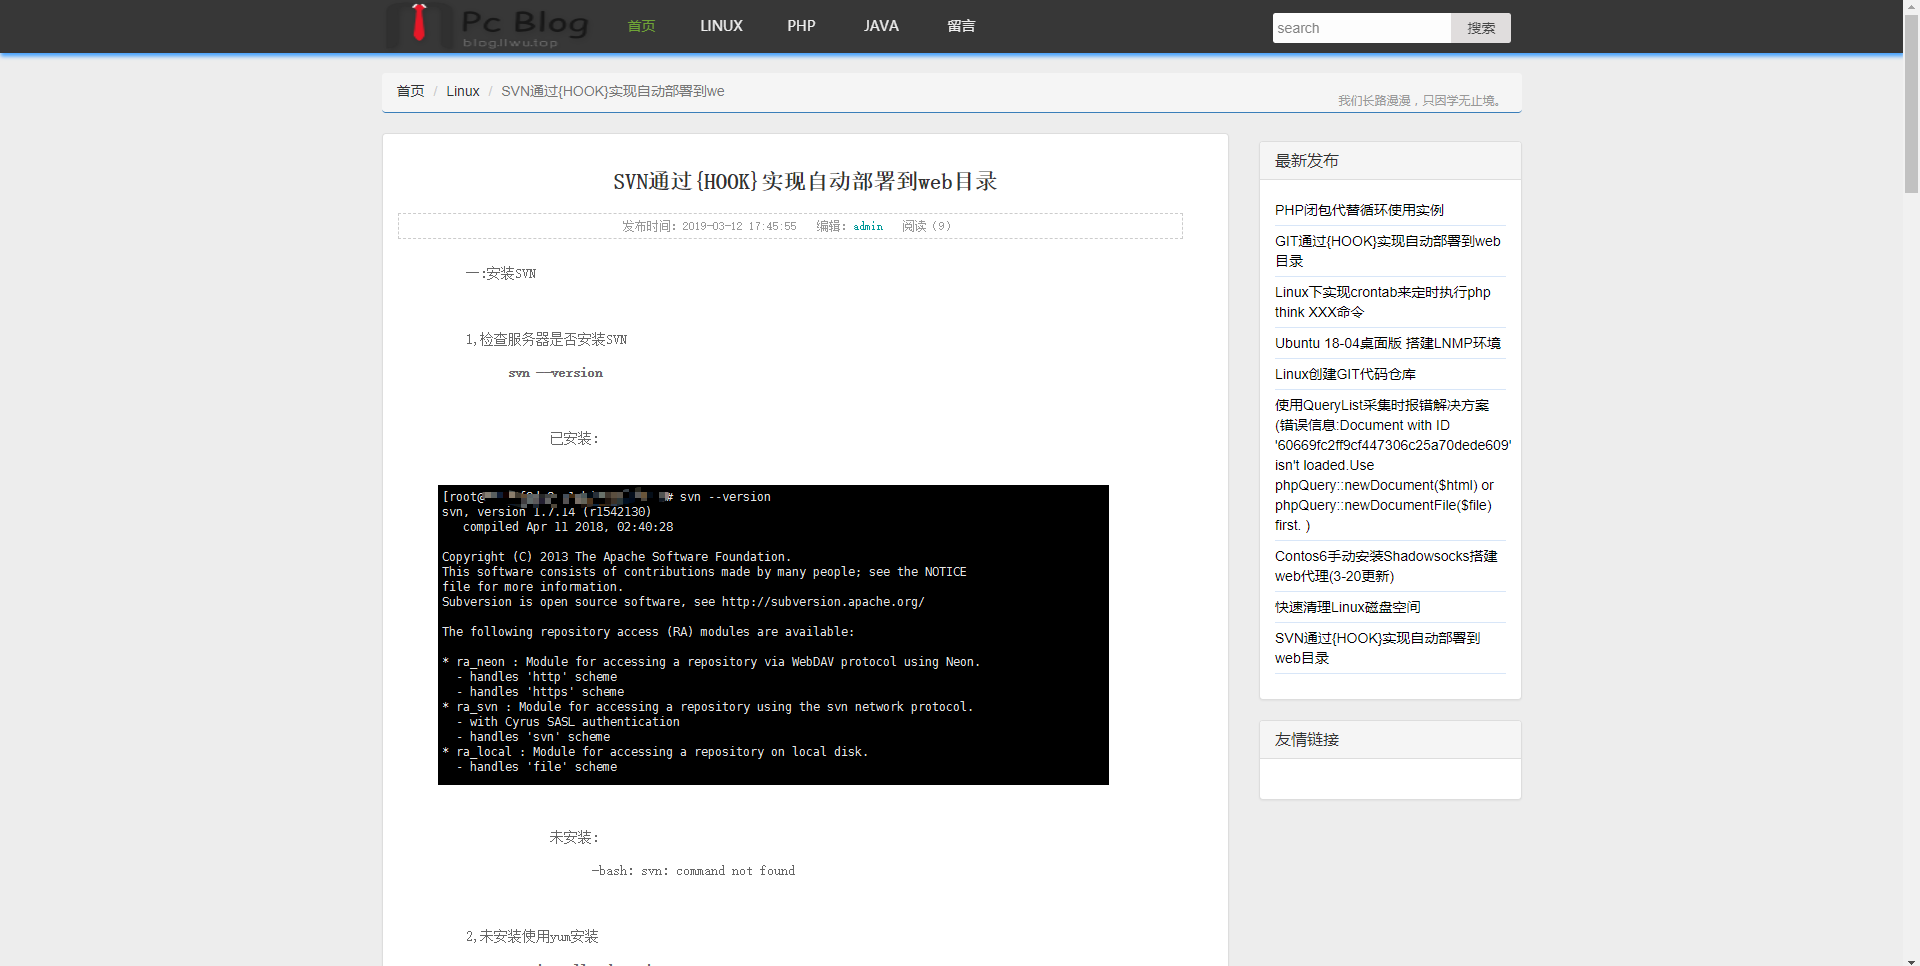 Pc Blog
blog.llwu.top
首页 LINUX PHP JAVA 留言
search 搜索
首页 / Linux / SVN通过{HOOK}实现自动部署到we
我们长路漫漫，只因学无止境。
SVN通过{HOOK}实现自动部署到web目录
发布时间：2019-03-12 17:45:55 编辑：admin 阅读（9）
一:安装SVN
1,检查服务器是否安装SVN
svn --version
已安装：
[root@ # svn --version
svn, version 1.7.14 (r1542130)
compiled Apr 11 2018, 02:40:28
Copyright (C) 2013 The Apache Software Foundation.
This software consists of contributions made by many people; see the NOTICE
file for more information.
Subversion is open source software, see http://subversion.apache.org/
The following repository access (RA) modules are available:
* ra_neon : Module for accessing a repository via WebDAV protocol using Neon.
- handles 'http' scheme
- handles 'https' scheme
* ra_svn : Module for accessing a repository using the svn network protocol.
- with Cyrus SASL authentication
- handles 'svn' scheme
* ra_local : Module for accessing a repository on local disk.
- handles 'file' scheme
未安装：
-bash: svn: command not found
2,未安装使用yum安装
最新发布
PHP闭包代替循环使用实例
GIT通过{HOOK}实现自动部署到web
目录
Linux下实现crontab来定时执行php
think XXX命令
Ubuntu 18-04桌面版 搭建LNMP环境
Linux创建GIT代码仓库
使用QueryList采集时报错解决方案
(错误信息:Document with ID
'60669fc2ff9cf447306c25a70dede609'
isn't loaded.Use
phpQuery::newDocument($html) or
phpQuery::newDocumentFile($file)
first. )
Contos6手动安装Shadowsocks搭建
web代理(3-20更新)
快速清理Linux磁盘空间
SVN通过{HOOK}实现自动部署到
web目录
友情链接